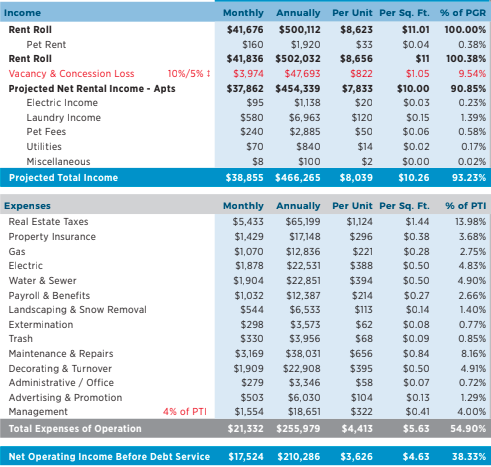 Income Monthly Annually Per Unit Per Sq. Ft. % of PGR
Rent Roll $41,676 $500,112 $8,623 $11.01 100.00%
Pet Rent $160 $1,920 $33 $0.04 0.38%
Rent Roll $41,836 $502,032 $8,656 $11 100.38%
Vacancy & Concession Loss 10%/5% ‡ $3,974 $47,693 $822 $1.05 9.54%
Projected Net Rental Income - Apts $37,862 $454,339 $7,833 $10.00 90.85%
Electric Income $95 $1,138 $20 $0.03 0.23%
Laundry Income $580 $6,963 $120 $0.15 1.39%
Pet Fees $240 $2,885 $50 $0.06 0.58%
Utilities $70 $840 $14 $0.02 0.17%
Miscellaneous $8 $100 $2 $0.00 0.02%
Projected Total Income $38,855 $466,265 $8,039 $10.26 93.23%
Expenses Monthly Annually Per Unit Per Sq. Ft. % of PTI
Real Estate Taxes $5,433 $65,199 $1,124 $1.44 13.98%
Property Insurance $1,429 $17,148 $296 $0.38 3.68%
Gas $1,070 $12,836 $221 $0.28 2.75%
Electric $1,878 $22,531 $388 $0.50 4.83%
Water & Sewer $1,904 $22,851 $394 $0.50 4.90%
Payroll & Benefits $1,032 $12,387 $214 $0.27 2.66%
Landscaping & Snow Removal $544 $6,533 $113 $0.14 1.40%
Extermination $298 $3,573 $62 $0.08 0.77%
Trash $330 $3,956 $68 $0.09 0.85%
Maintenance & Repairs $3,169 $38,031 $656 $0.84 8.16%
Decorating & Turnover $1,909 $22,908 $395 $0.50 4.91%
Administrative / Office $279 $3,346 $58 $0.07 0.72%
Advertising & Promotion $503 $6,030 $104 $0.13 1.29%
Management 4% of PTI $1,554 $18,651 $322 $0.41 4.00%
Total Expenses of Operation $21,332 $255,979 $4,413 $5.63 54.90%
Net Operating Income Before Debt Service $17,524 $210,286 $3,626 $4.63 38.33%